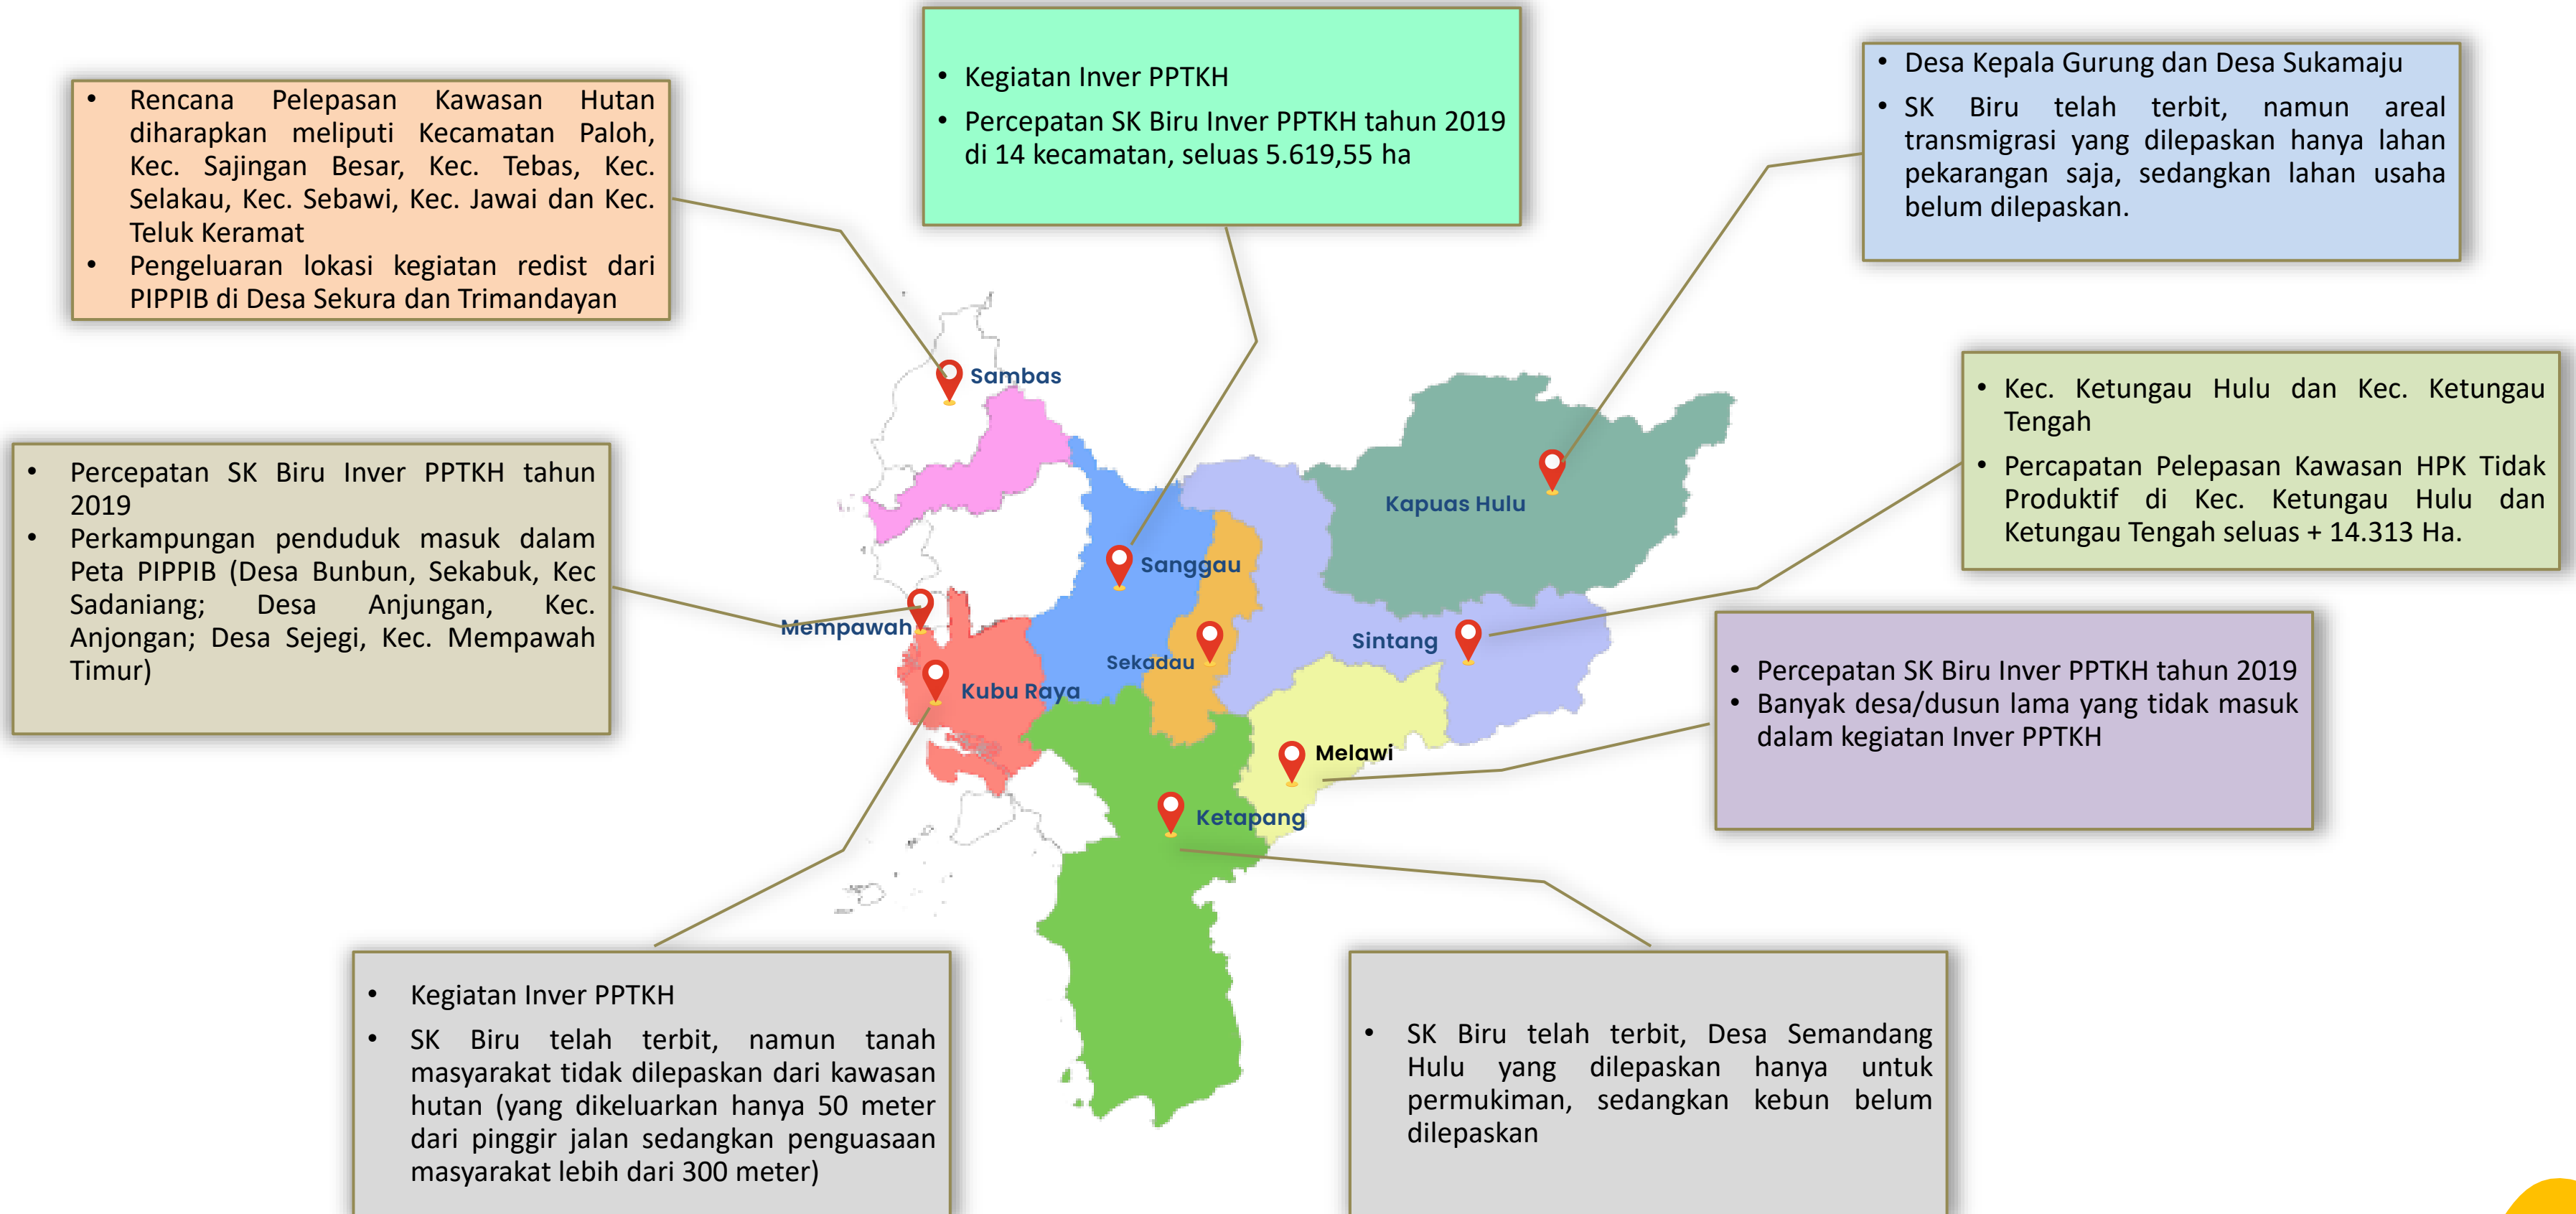 • Rencana Pelepasan Kawasan Hutan
diharapkan meliputi Kecamatan Paloh,
Kec. Sajingan Besar, Kec. Tebas, Kec.
Selakau, Kec. Sebawi, Kec. Jawai dan Kec.
Teluk Keramat
• Pengeluaran lokasi kegiatan redist dari
PIPPIB di Desa Sekura dan Trimandayan
• Kegiatan Inver PPTKH
• Percepatan SK Biru Inver PPTKH tahun 2019
di 14 kecamatan, seluas 5.619,55 ha
• Desa Kepala Gurung dan Desa Sukamaju
• SK Biru telah terbit, namun areal
transmigrasi yang dilepaskan hanya lahan
pekarangan saja, sedangkan lahan usaha
belum dilepaskan.
• Percepatan SK Biru Inver PPTKH tahun
2019
• Perkampungan penduduk masuk dalam
Peta PIPPIB (Desa Bunbun, Sekabuk, Kec
Sadaniang; Desa Anjungan, Kec.
Anjongan; Desa Sejegi, Kec. Mempawah
Timur)
• Kec. Ketungau Hulu dan Kec. Ketungau
Tengah
• Percapatan Pelepasan Kawasan HPK Tidak
Produktif di Kec. Ketungau Hulu dan
Ketungau Tengah seluas + 14.313 Ha.
Sambas
Kapuas Hulu
Sanggau
Mempawah
Sintang
Sekadau
Kubu Raya
Melawi
Ketapang
• Percepatan SK Biru Inver PPTKH tahun 2019
• Banyak desa/dusun lama yang tidak masuk
dalam kegiatan Inver PPTKH
• Kegiatan Inver PPTKH
• SK Biru telah terbit, namun tanah
masyarakat tidak dilepaskan dari kawasan
hutan (yang dikeluarkan hanya 50 meter
dari pinggir jalan sedangkan penguasaan
masyarakat lebih dari 300 meter)
• SK Biru telah terbit, Desa Semandang
Hulu yang dilepaskan hanya untuk
permukiman, sedangkan kebun belum
dilepaskan